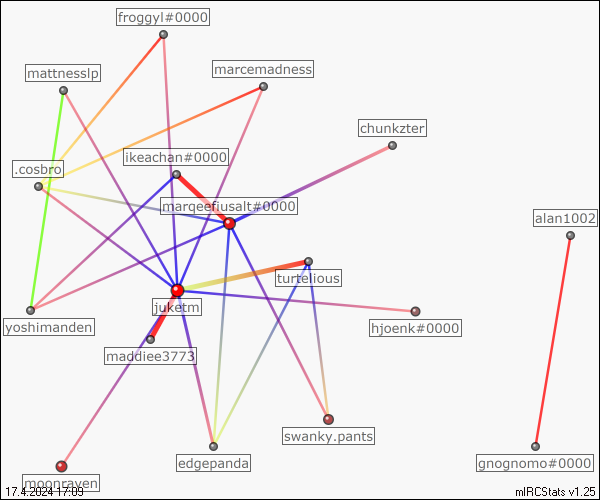 froggyl#0000
mattnesslp
marcemadness
chunkzter
ikeachan#0000
.cosbro
marqeefiusalt#0000
alan1002
turtelious
juketm
yoshimanden
hjoenk#0000
maddiee3773
swanky.pants
edgepanda
gnognomo#0000
moonraven
17.4.2024 17:09
mIRCStats v1.25